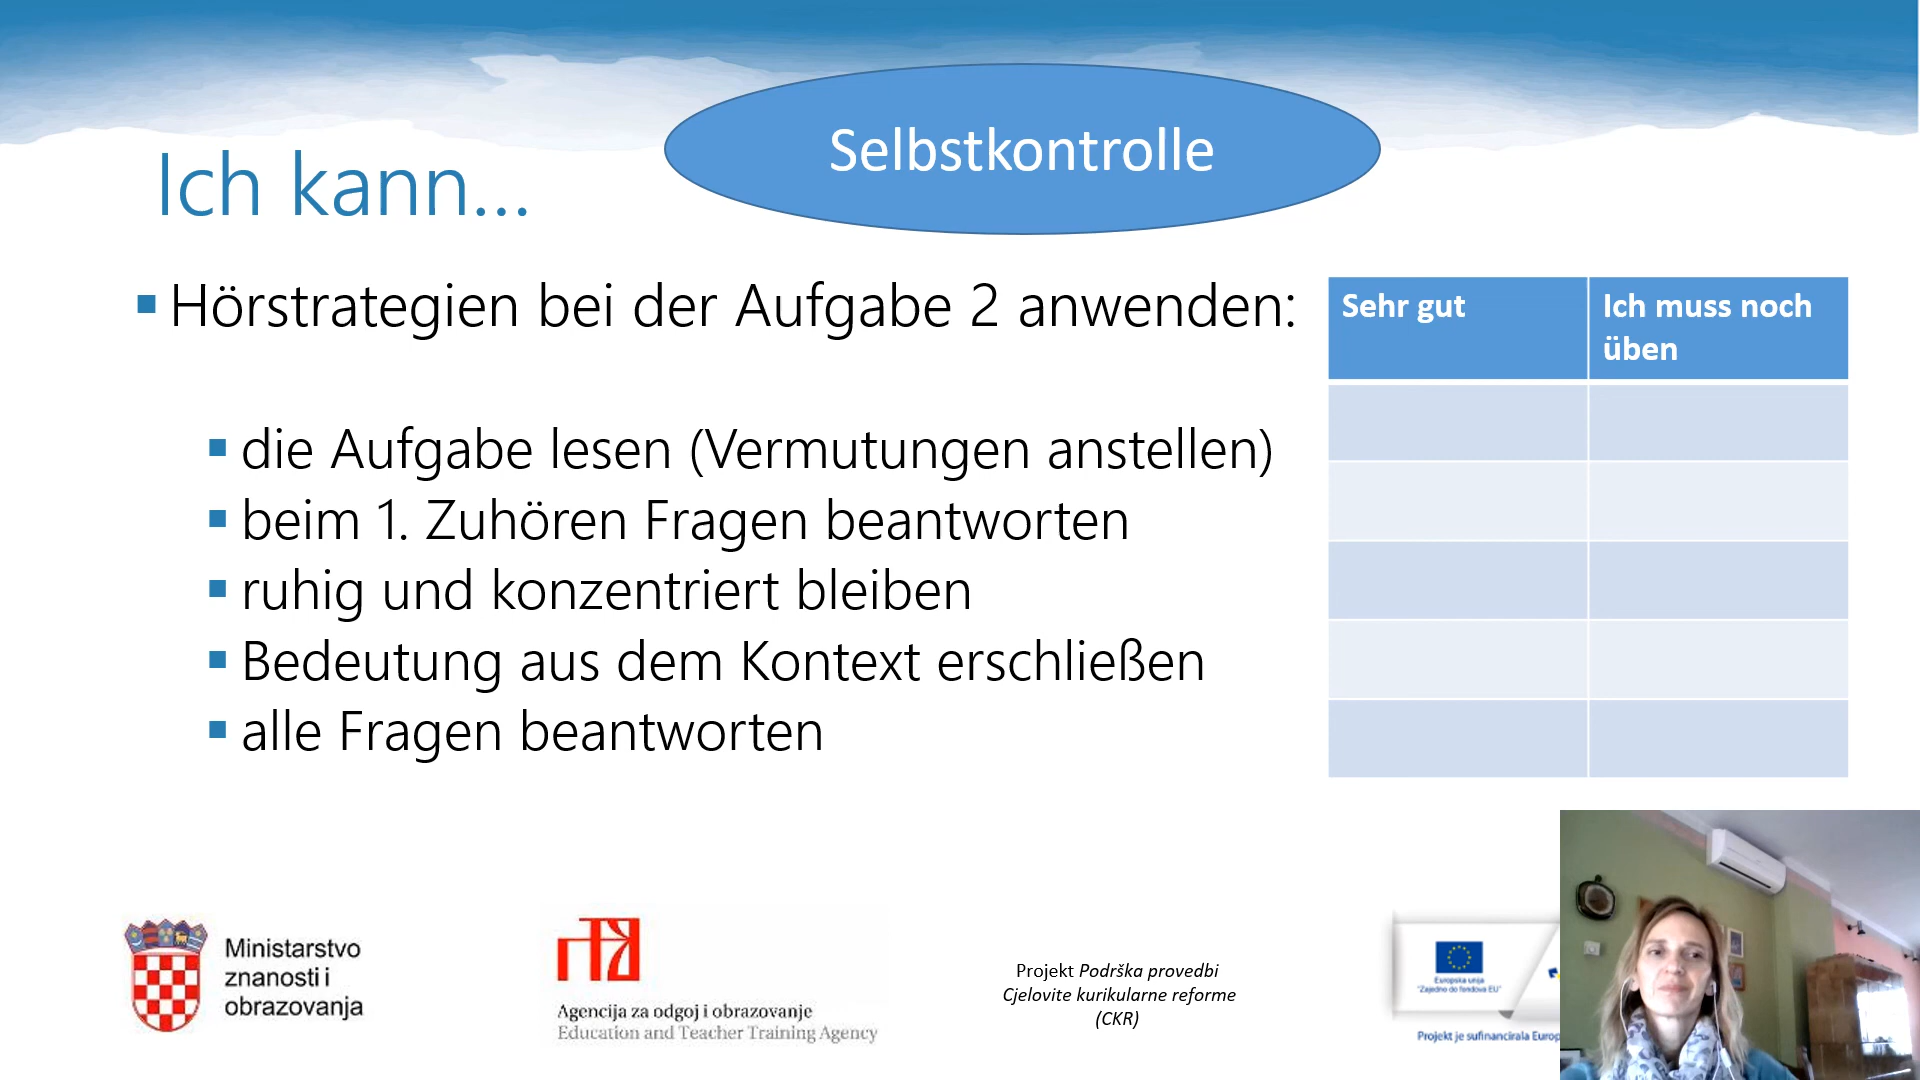 Selbstkontrolle
Ich kann...
Hörstrategien bei der Aufgabe 2 anwenden:
die Aufgabe lesen (Vermutungen anstellen)
beim 1. Zuhören Fragen beantworten
ruhig und konzentriert bleiben
Bedeutung aus dem Kontext erschließen
alle Fragen beantworten
Sehr gut
Ich muss noch
üben
Ministarstvo
znanosti i
obrazovanja
Agencija za odgoj i obrazovanje
Education and Teacher Training Agency
Projekt Podrška provedbi
Cjelovite kurikularne reforme
(CKR)
Europska unija
"Zajedno do fondova EU"
Projekt je sufinancirala Europ